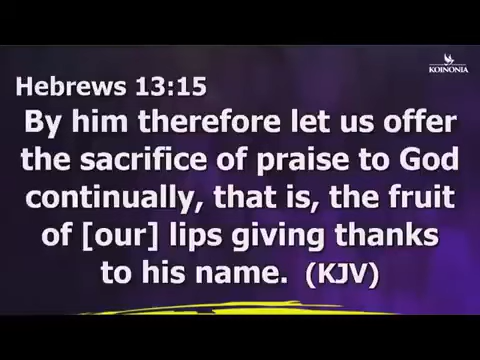 KOINONIA
Hebrews 13:15
By him therefore let us offer
the sacrifice of praise to God
continually, that is, the fruit
of [our] lips giving thanks
to his name. (KJV)